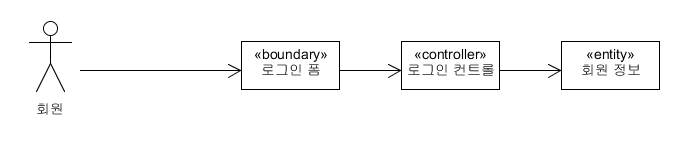 회원
«boundary»
로그인 폼
«controller»
로그인 컨트롤
«entity»
회원 정보